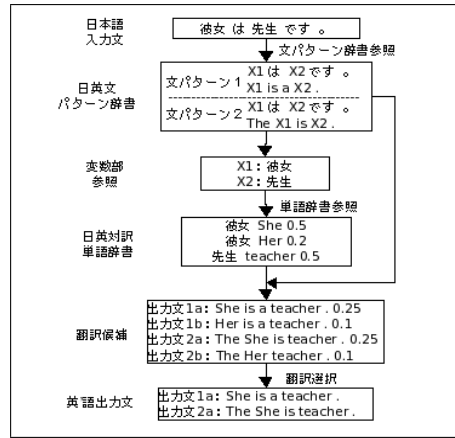 日本語
入力文
彼女 は 先生 です 。
文パターン辞書参照
日英文
パターン辞書
文パターン1
X1 は X2 です 。
X1 is a X2 .
文パターン2
X1 は X2 です 。
The X1 is X2 .
変数部
参照
X1：彼女
X2：先生
単語辞書参照
日英対訳
単語辞書
彼女 She 0.5
彼女 Her 0.2
先生 teacher 0.5
翻訳候補
出力文1a：She is a teacher . 0.25
出力文1b：Her is a teacher . 0.1
出力文2a：The She is teacher . 0.25
出力文2b：The Her teacher . 0.1
翻訳選択
英語出力文
出力文1a：She is a teacher .
出力文2a：The She is teacher .